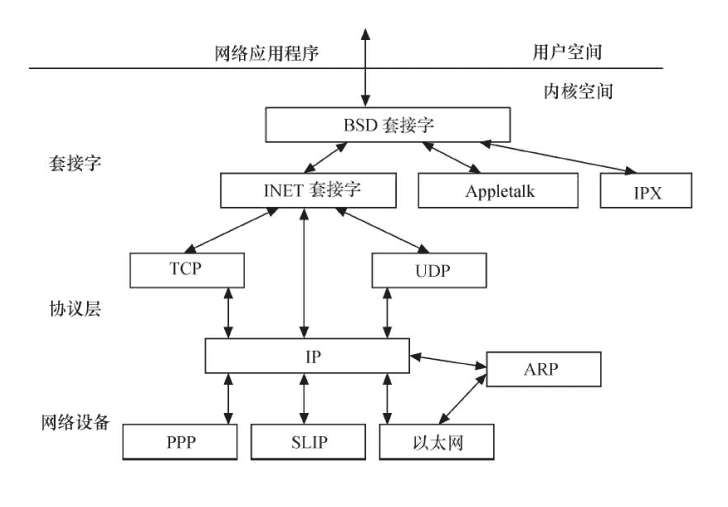 网络应用程序
用户空间
内核空间
BSD 套接字
套接字
INET 套接字
Appletalk
IPX
TCP
UDP
协议层
IP
ARP
网络设备
PPP
SLIP
以太网